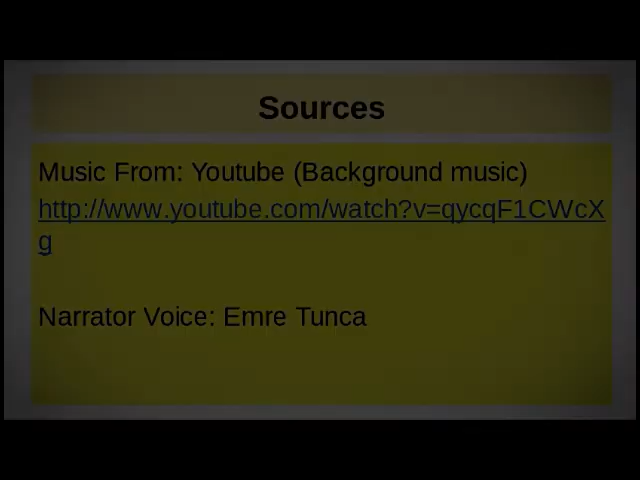 Sources
Music From: Youtube (Background music)
http://www.youtube.com/watch?v=qycqF1CWcX
g
Narrator Voice: Emre Tunca